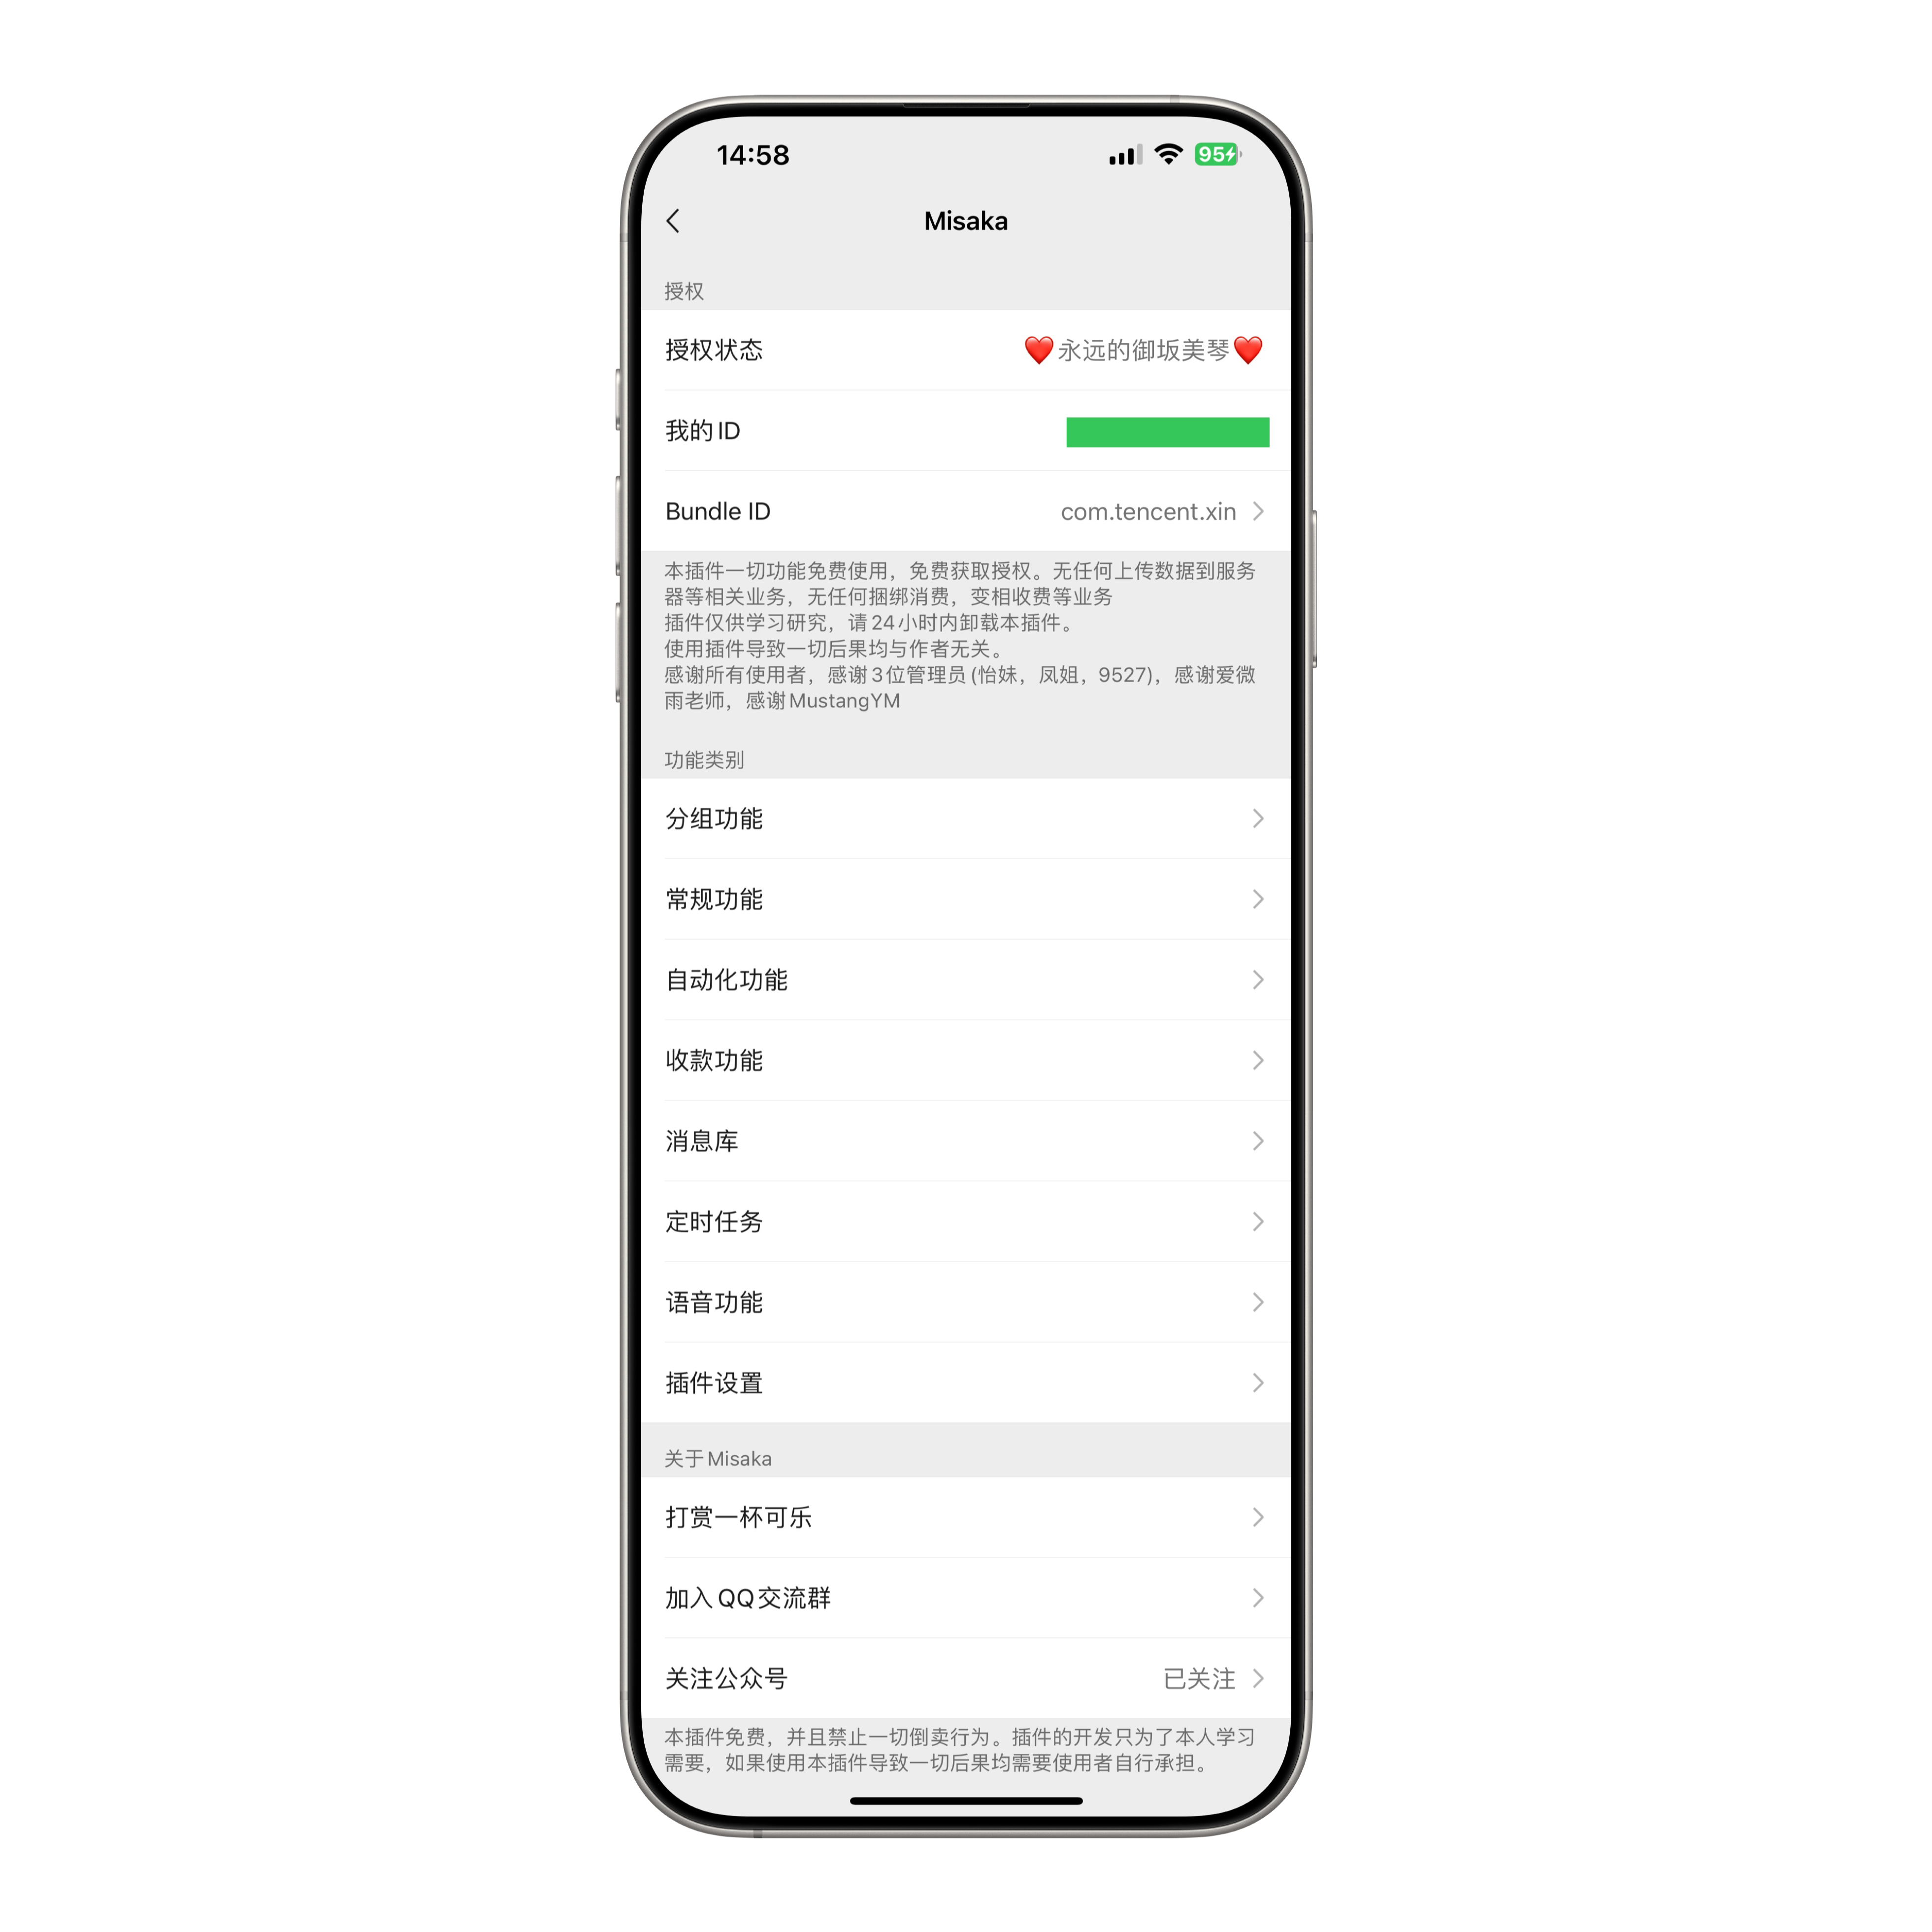 14:58
95
Misaka
授权
授权状态 ❤️永远的御坂美琴❤️
我的ID
Bundle ID com.tencent.xin
本插件一切功能免费使用，免费获取授权。无任何上传数据到服务
器等相关业务，无任何捆绑消费，变相收费等业务
插件仅供学习研究，请24小时内卸载本插件。
使用插件导致一切后果均与作者无关。
感谢所有使用者，感谢3位管理员(怡妹，凤姐，9527)，感谢爱微
雨老师，感谢MustangYM
功能类别
分组功能
常规功能
自动化功能
收款功能
消息库
定时任务
语音功能
插件设置
关于Misaka
打赏一杯可乐
加入QQ交流群
关注公众号 已关注
本插件免费，并且禁止一切倒卖行为。插件的开发只为了本人学习
需要，如果使用本插件导致一切后果均需要使用者自行承担。